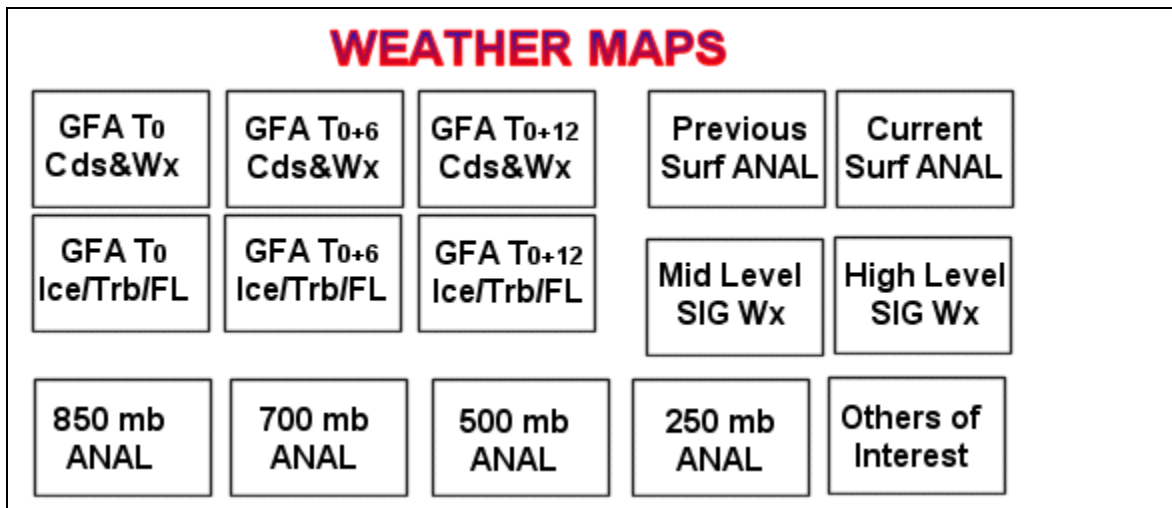 WEATHER MAPS
GFA T0
Cds&Wx
GFA T0+6
Cds&Wx
GFA T0+12
Cds&Wx
Previous
Surf ANAL
Current
Surf ANAL
GFA T0
Ice/Trb/FL
GFA T0+6
Ice/Trb/FL
GFA T0+12
Ice/Trb/FL
Mid Level
SIG Wx
High Level
SIG Wx
850 mb
ANAL
700 mb
ANAL
500 mb
ANAL
250 mb
ANAL
Others of
Interest